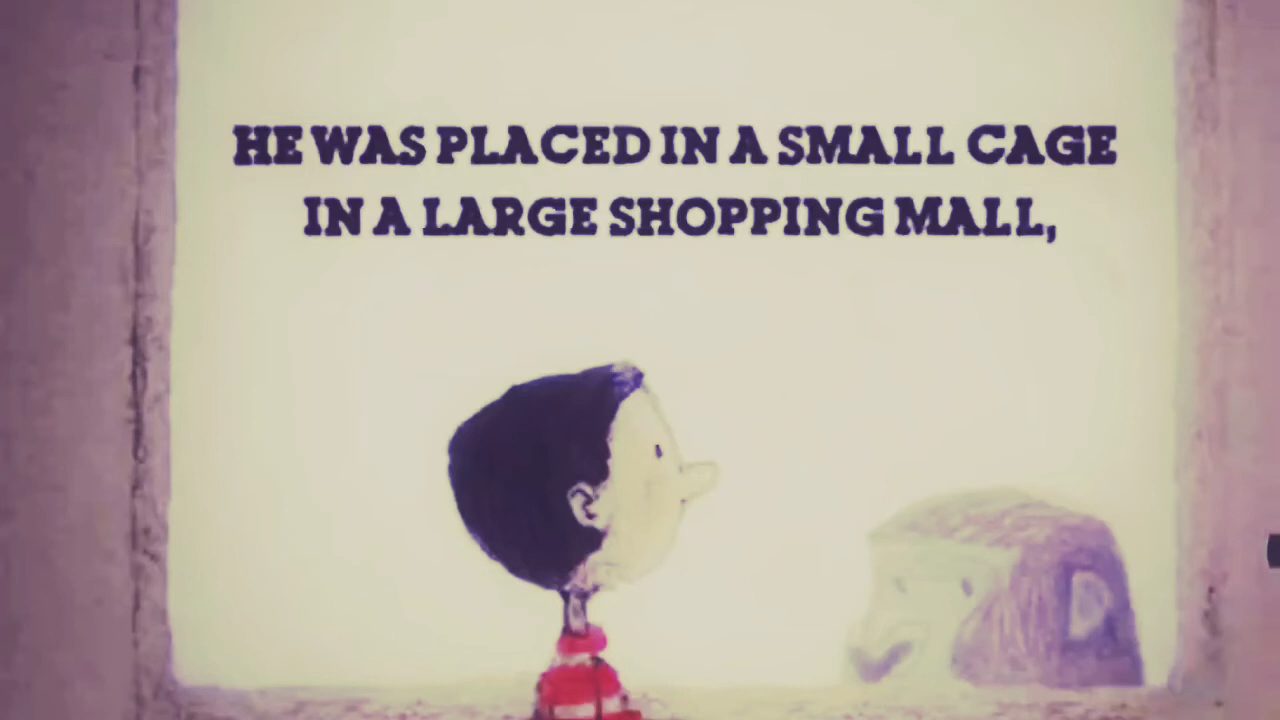 HE WAS PLACED IN A SMALL CAGE
IN A LARGE SHOPPING MALL,